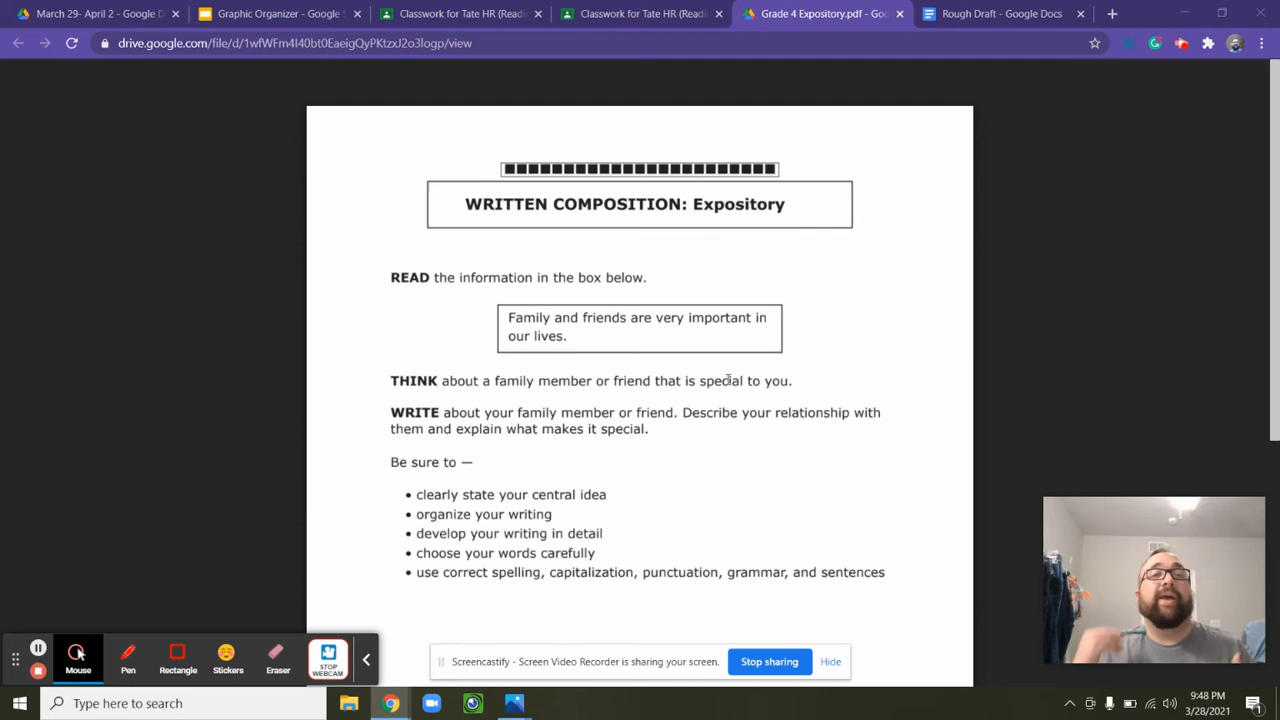 March 29- April 2 - Google D
Graphic Organizer - Google S
Classwork for Tate HR (Readi
Classwork for Tate HR (Readi
Grade 4 Expository.pdf - Goo
Rough Draft - Google Docs
drive.google.com/file/d/1wfWFm4I40bt0EaeigQyPKtzxJ2o3logp/view
WRITTEN COMPOSITION: Expository
READ the information in the box below.
Family and friends are very important in
our lives.
THINK about a family member or friend that is special to you.
WRITE about your family member or friend. Describe your relationship with
them and explain what makes it special.
Be sure to —
• clearly state your central idea
• organize your writing
• develop your writing in detail
• choose your words carefully
• use correct spelling, capitalization, punctuation, grammar, and sentences
Mouse
Pen
Rectangle
Stickers
Eraser
STOP
WEBCAM
Screencastify - Screen Video Recorder is sharing your screen.
Stop sharing
Hide
Type here to search
9:48 PM
3/28/2021